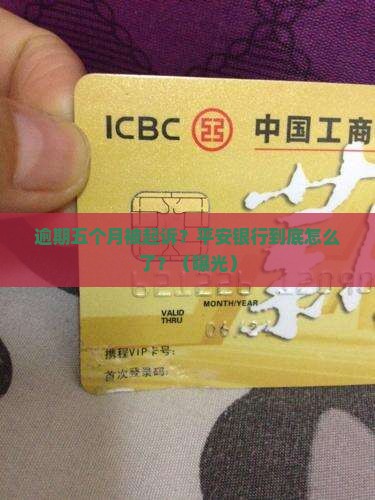 ICBC 中国工商
逾期五个月被起诉？平安银行到底怎么
了？（曝光）
MONTH/YEAR
VALID
THRU
携程VIP卡号:
首次登录码: